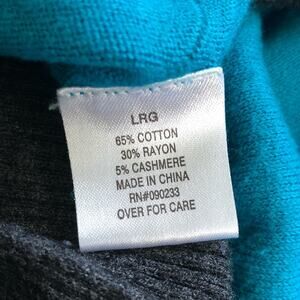 LRG
65% COTTON
30% RAYON
5% CASHMERE
MADE IN CHINA
RN#090233
OVER FOR CARE